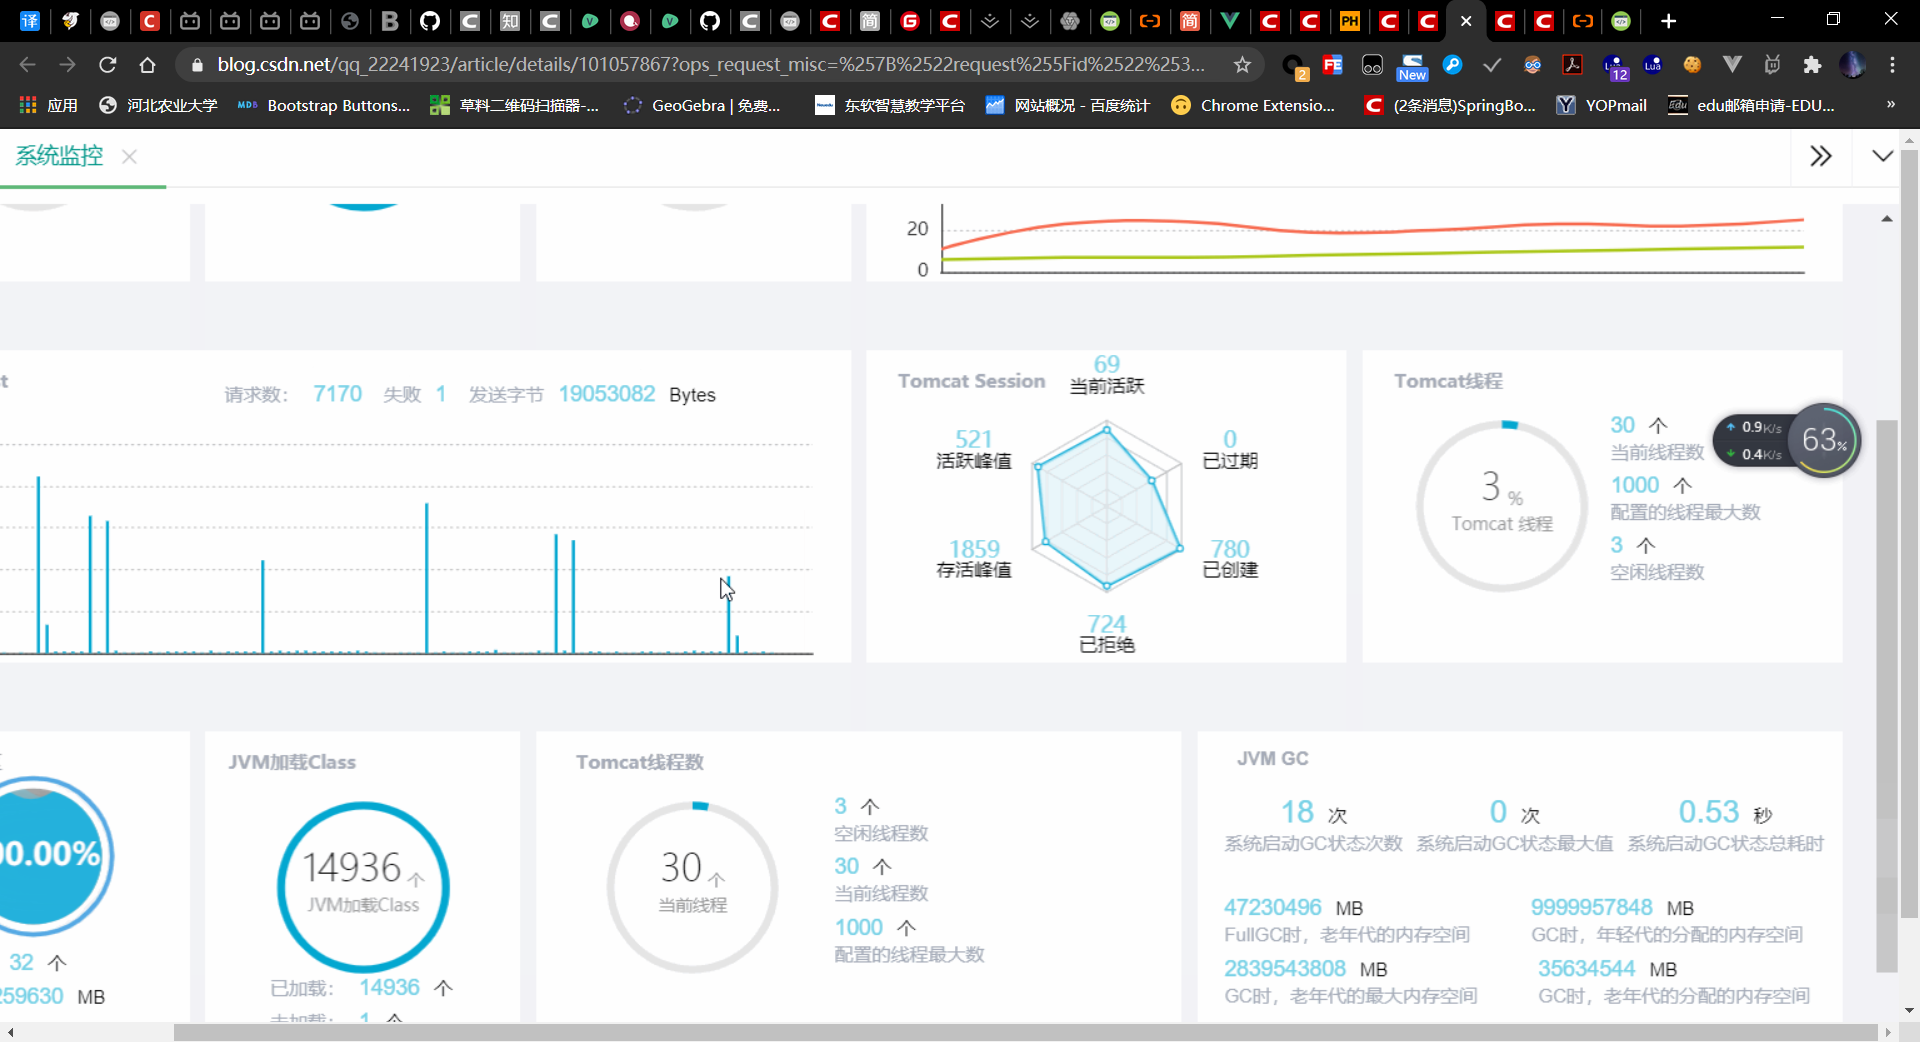 blog.csdn.net/qq_22241923/article/details/101057867?ops_request_misc=%257B%2522request%255Fid%2522%253...
2
New
12
应用
河北农业大学
MDB
Bootstrap Buttons...
草料二维码扫描器-...
GeoGebra | 免费...
东软智慧教学平台
网站概况 - 百度统计
Chrome Extensio...
(2条消息)SpringBo...
YOPmail
edu邮箱申请-EDU...
系统监控
20
0
t
请求数： 7170 失败 1 发送字节 19053082 Bytes
Tomcat Session
69
当前活跃
521
活跃峰值
0
已过期
1859
存活峰值
780
已创建
724
已拒绝
Tomcat线程
3 %
Tomcat 线程
30 个
当前线程数
1000 个
配置的线程最大数
3 个
空闲线程数
0.9K/s
0.4K/s
63%
00.00%
32 个
259630 MB
JVM加载Class
14936 个
JVM加载Class
已加载： 14936 个
未加载： 1 个
Tomcat线程数
30 个
当前线程
3 个
空闲线程数
30 个
当前线程数
1000 个
配置的线程最大数
JVM GC
18 次
系统启动GC状态次数
0 次
系统启动GC状态最大值
0.53 秒
系统启动GC状态总耗时
47230496 MB
FullGC时，老年代的内存空间
9999957848 MB
GC时，年轻代的分配的内存空间
2839543808 MB
GC时，老年代的最大内存空间
35634544 MB
GC时，老年代的分配的内存空间